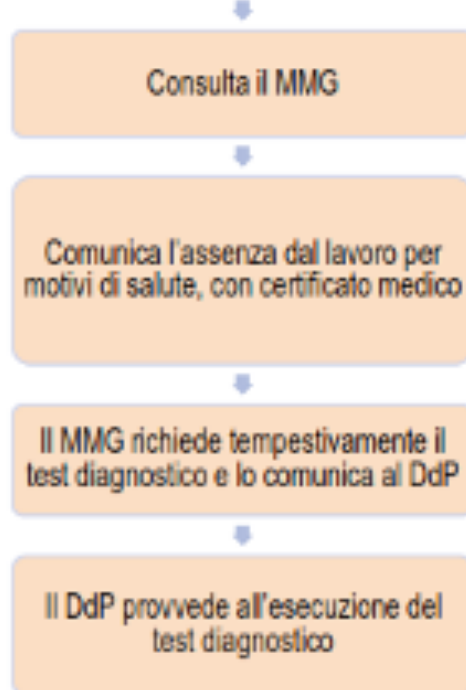 Consulta il MMG
Comunica l'assenza dal lavoro per
motivi di salute, con certificato medico
Il MMG richiede tempestivamente il
test diagnostico e lo comunica al DdP
Il DdP provvede all'esecuzione del
test diagnostico